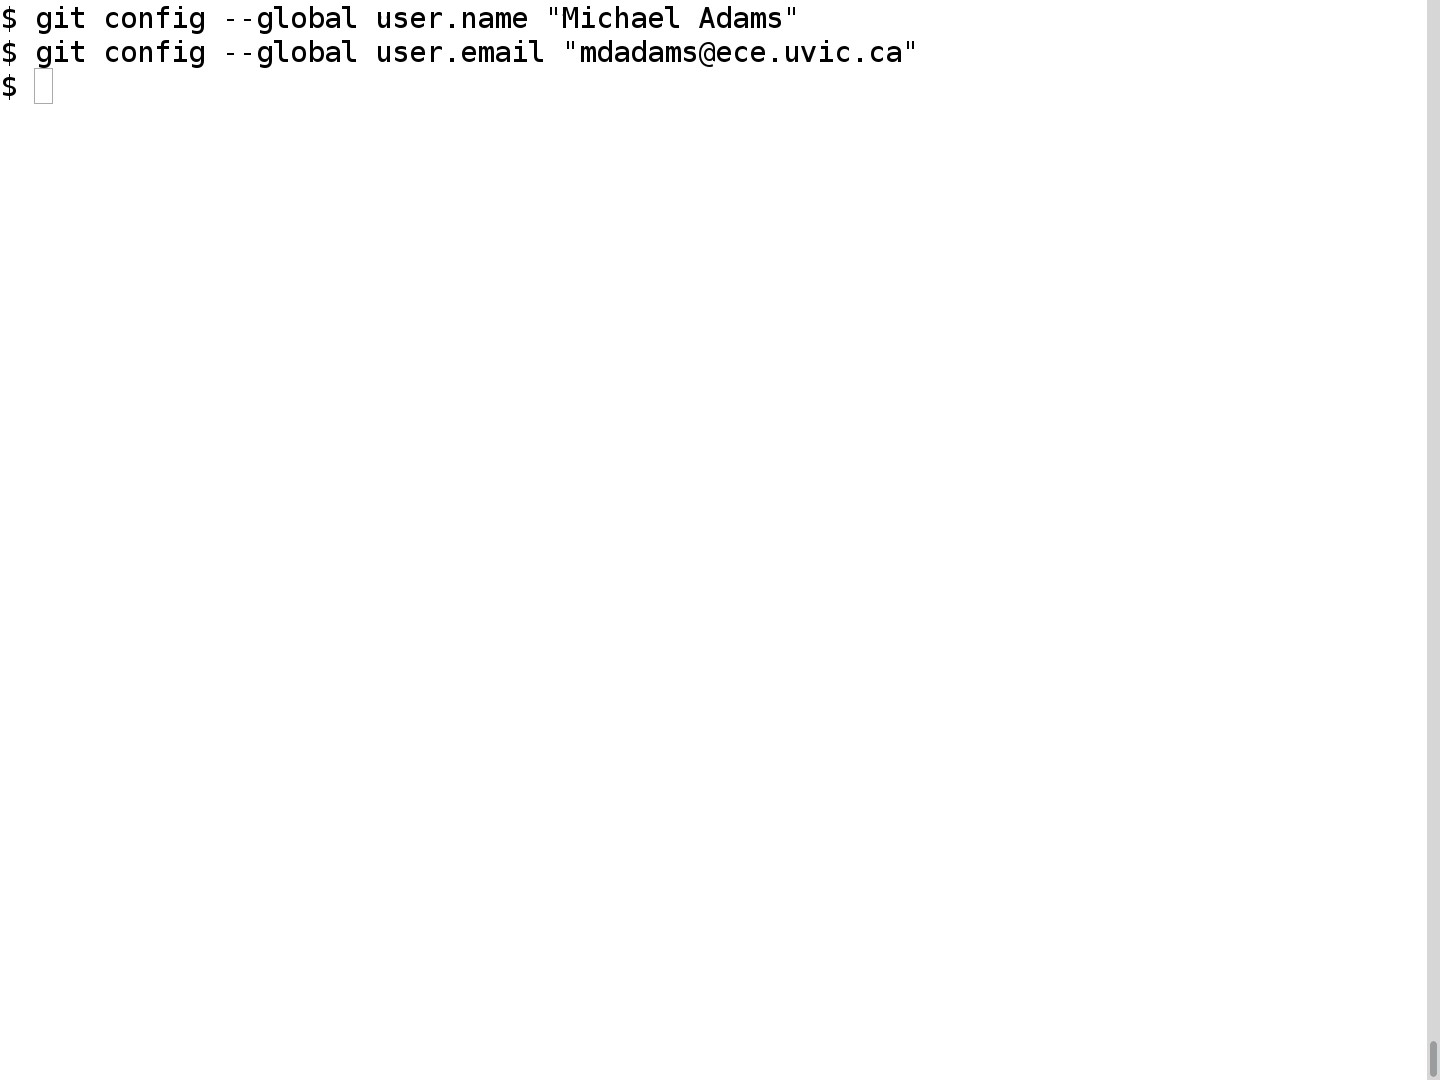 $ git config --global user.name "Michael Adams"
$ git config --global user.email "mdadams@ece.uvic.ca"
$